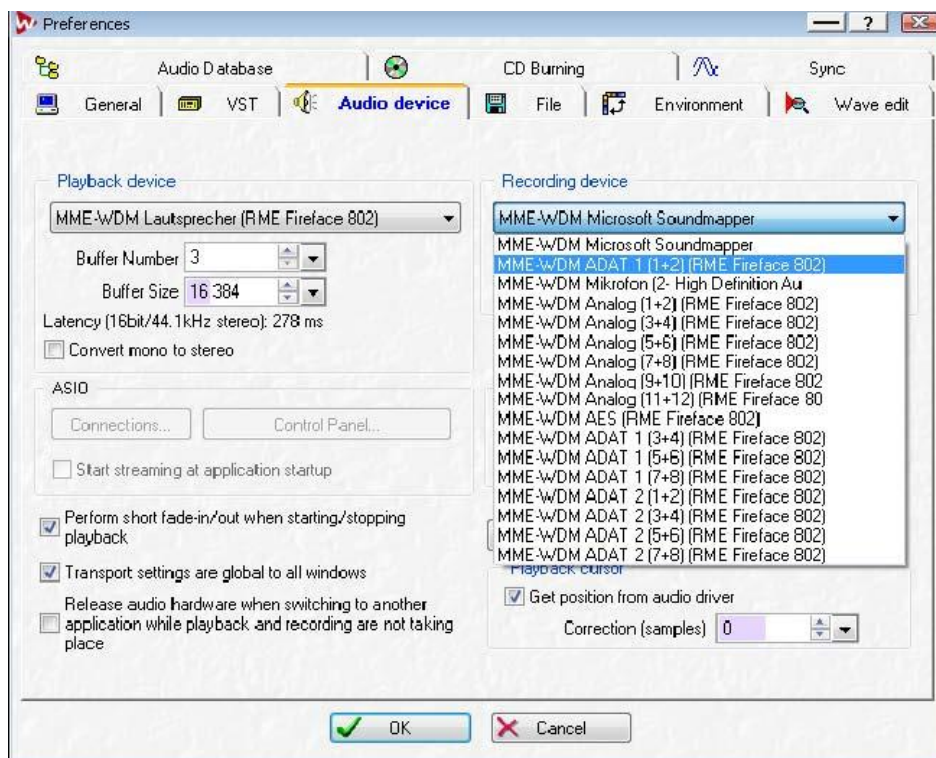 Preferences
Audio Database
CD Burning
Sync
General
VST
Audio device
File
Environment
Wave edit
Playback device
MME-WDM Lautsprecher (RME Fireface 802)
Buffer Number 3
Buffer Size 16 384
Latency (16bit/44.1kHz stereo): 278 ms
Convert mono to stereo
ASIO
Connections...
Control Panel...
Start streaming at application startup
Perform short fade-in/out when starting/stopping
playback
Transport settings are global to all windows
Release audio hardware when switching to another
application while playback and recording are not taking
place
Recording device
MME-WDM Microsoft Soundmapper
MME-WDM Microsoft Soundmapper
MME-WDM ADAT 1 (1+2) (RME Fireface 802)
MME-WDM Mikrofon (2- High Definition Au
MME-WDM Analog (1+2) (RME Fireface 802)
MME-WDM Analog (3+4) (RME Fireface 802)
MME-WDM Analog (5+6) (RME Fireface 802)
MME-WDM Analog (7+8) (RME Fireface 802)
MME-WDM Analog (9+10) (RME Fireface 802
MME-WDM Analog (11+12) (RME Fireface 80
MME-WDM AES (RME Fireface 802)
MME-WDM ADAT 1 (3+4) (RME Fireface 802)
MME-WDM ADAT 1 (5+6) (RME Fireface 802)
MME-WDM ADAT 1 (7+8) (RME Fireface 802)
MME-WDM ADAT 2 (1+2) (RME Fireface 802)
MME-WDM ADAT 2 (3+4) (RME Fireface 802)
MME-WDM ADAT 2 (5+6) (RME Fireface 802)
MME-WDM ADAT 2 (7+8) (RME Fireface 802)
Playback cursor
Get position from audio driver
Correction (samples) 0
OK
Cancel